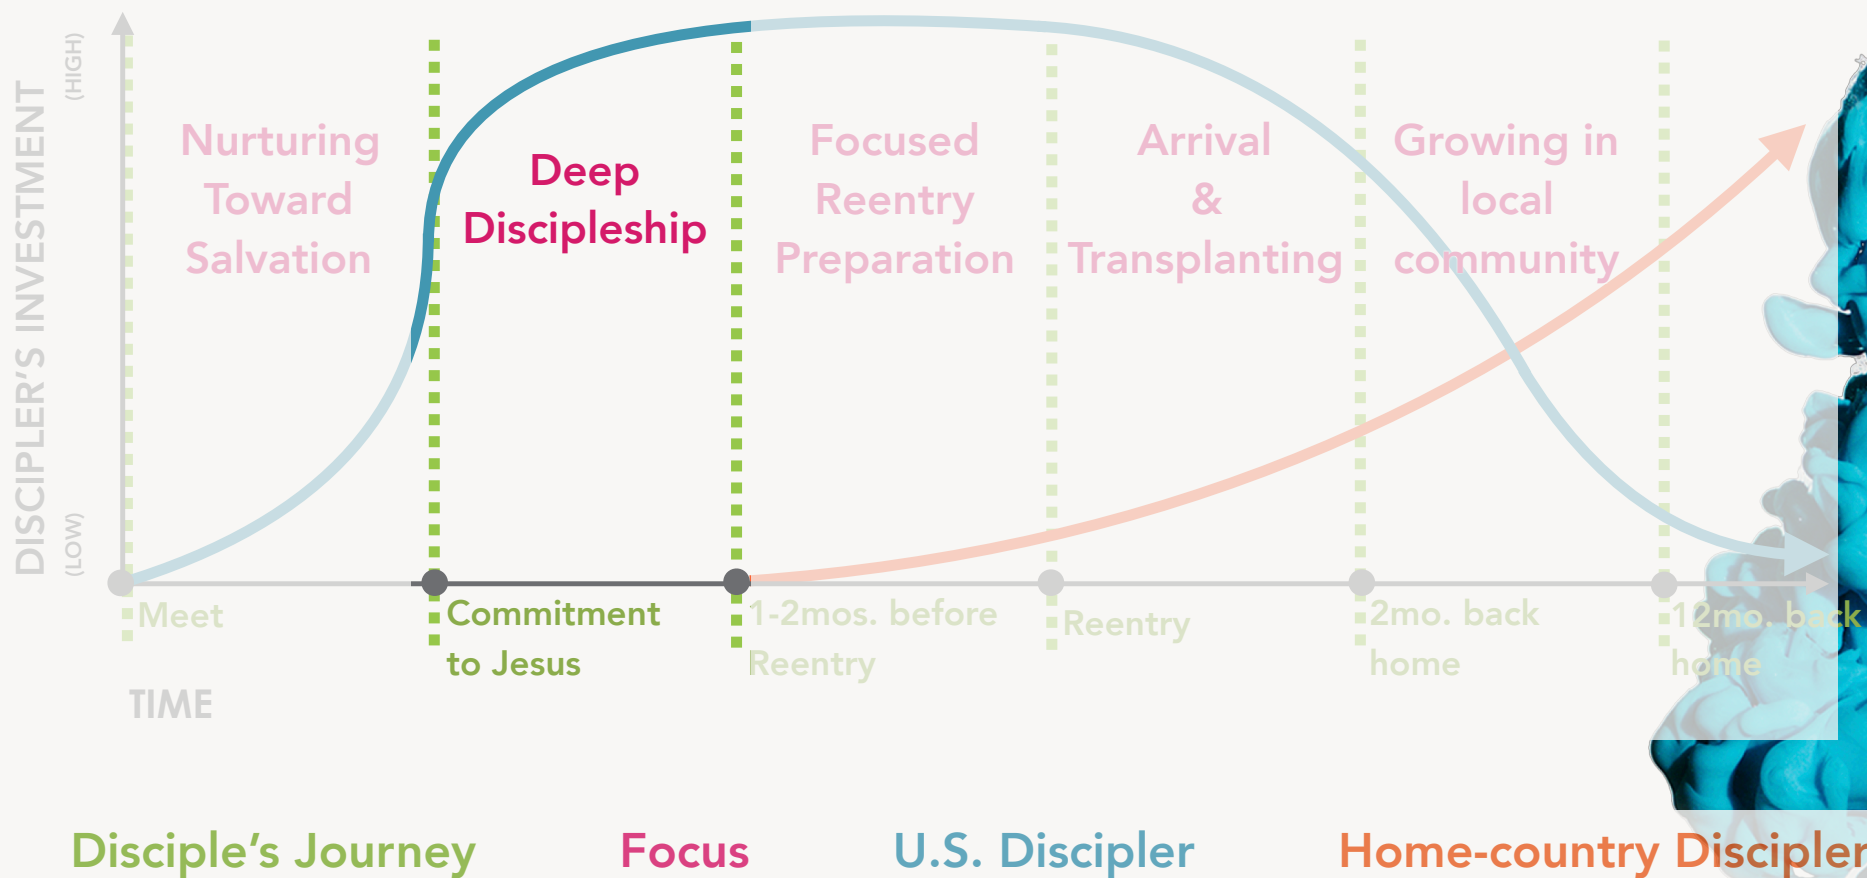 DISCIPLER'S INVESTMENT
(HIGH)
(LOW)
Nurturing
Toward
Salvation
Deep
Discipleship
Focused
Reentry
Preparation
Arrival
&
Transplanting
Growing in
local
community
Meet
Commitment
to Jesus
1-2mos. before
Reentry
Reentry
2mo. back
home
12mo. back
home
TIME
Disciple's Journey
Focus
U.S. Discipler
Home-country Discipler